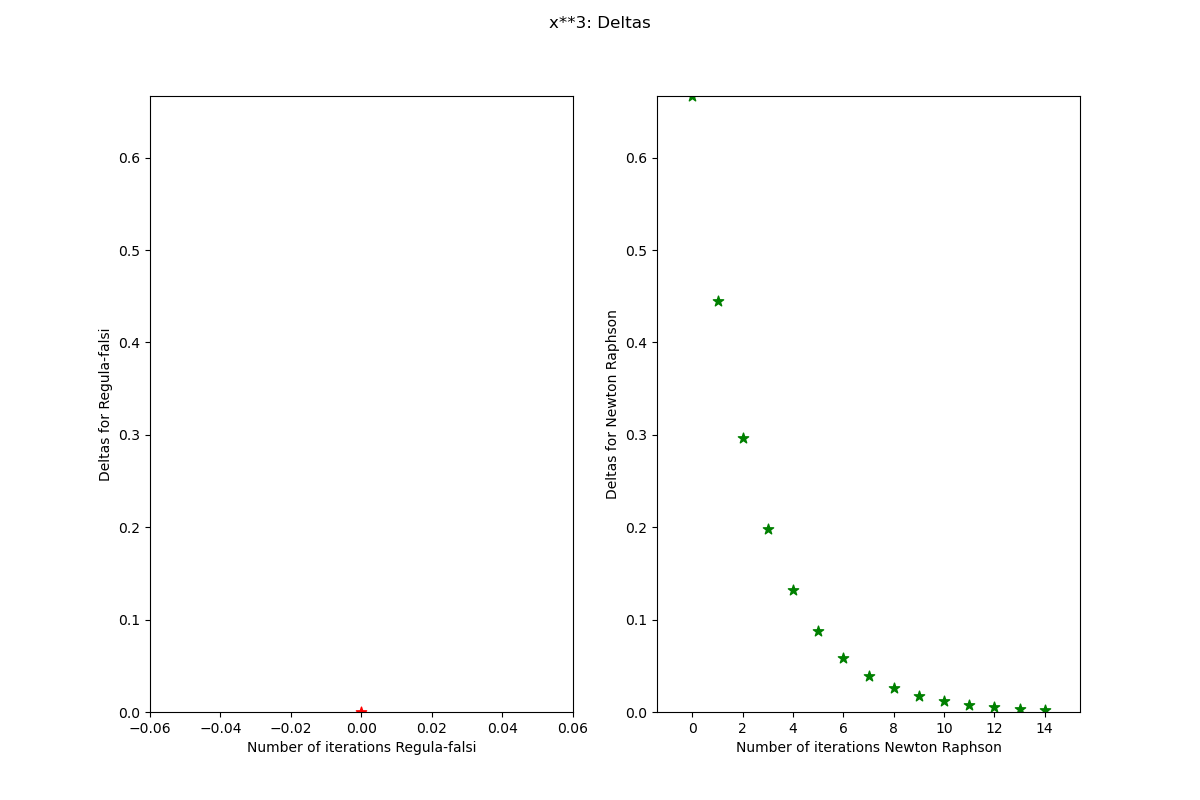 x**3: Deltas
Deltas for Regula-falsi
0.6
0.5
0.4
0.3
0.2
0.1
0.0
−0.06 −0.04 −0.02 0.00 0.02 0.04 0.06
Number of iterations Regula-falsi
Deltas for Newton Raphson
0.6
0.5
0.4
0.3
0.2
0.1
0.0
0 2 4 6 8 10 12 14
Number of iterations Newton Raphson